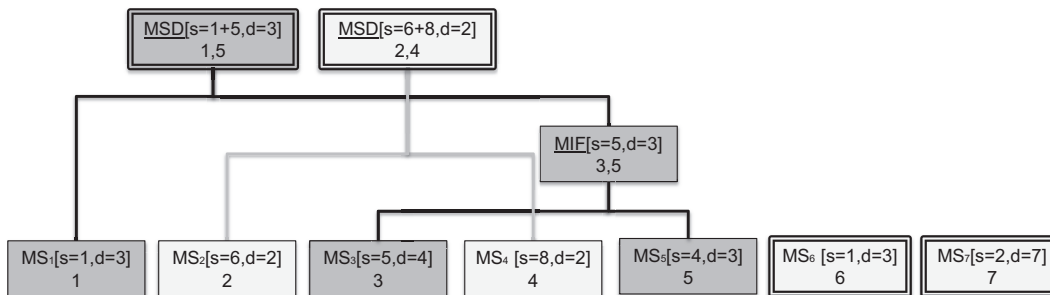 MSD[s=1+5,d=3]
1,5
MSD[s=6+8,d=2]
2,4
MIF[s=5,d=3]
3,5
MS₁[s=1,d=3]
1
MS₂[s=6,d=2]
2
MS₃[s=5,d=4]
3
MS₄ [s=8,d=2]
4
MS₅[s=4,d=3]
5
MS₆ [s=1,d=3]
6
MS₇[s=2,d=7]
7